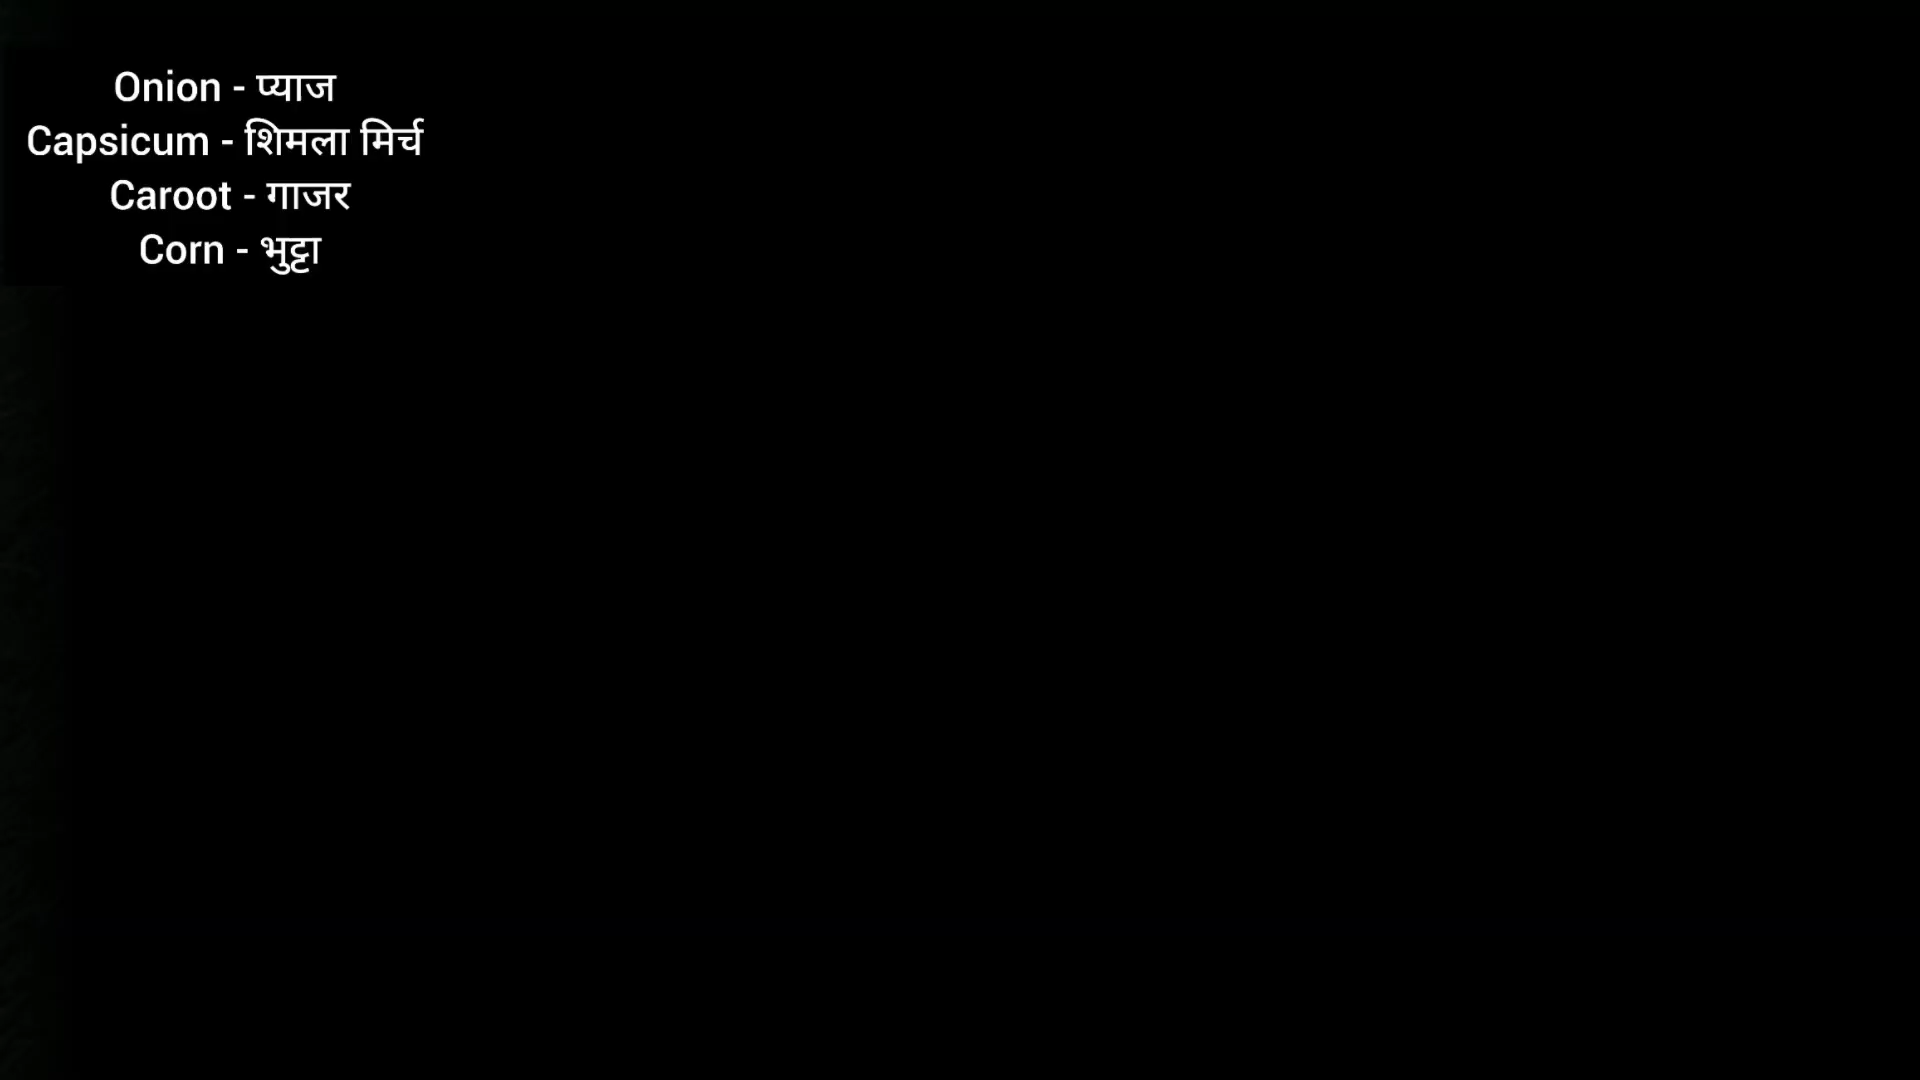 Onion - प्याज
Capsicum - शिमला मिर्च
Caroot - गाजर
Corn - भुट्टा